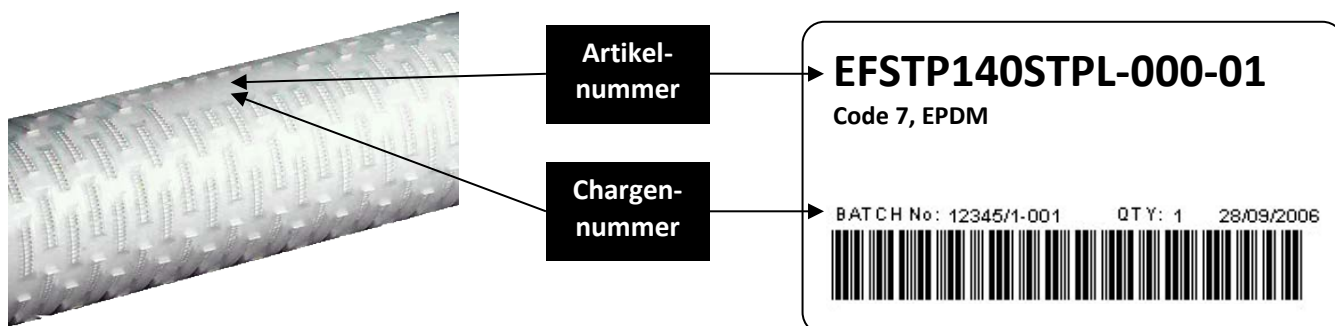 Artikel-
nummer
EFSTP140STPL-000-01
Code 7, EPDM
Chargen-
nummer
BATCH No: 12345/1-001 QTY: 1 28/09/2006